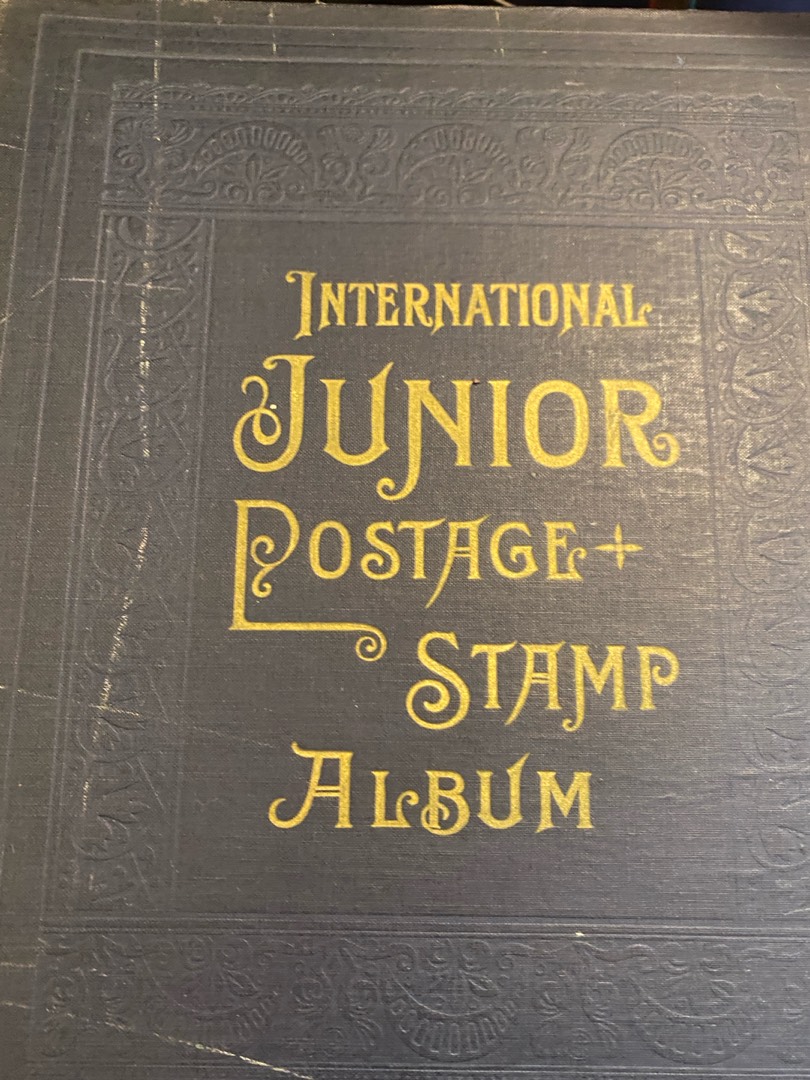 INTERNATIONAL
JUNIOR
POSTAGE
STAMP
ALBUM